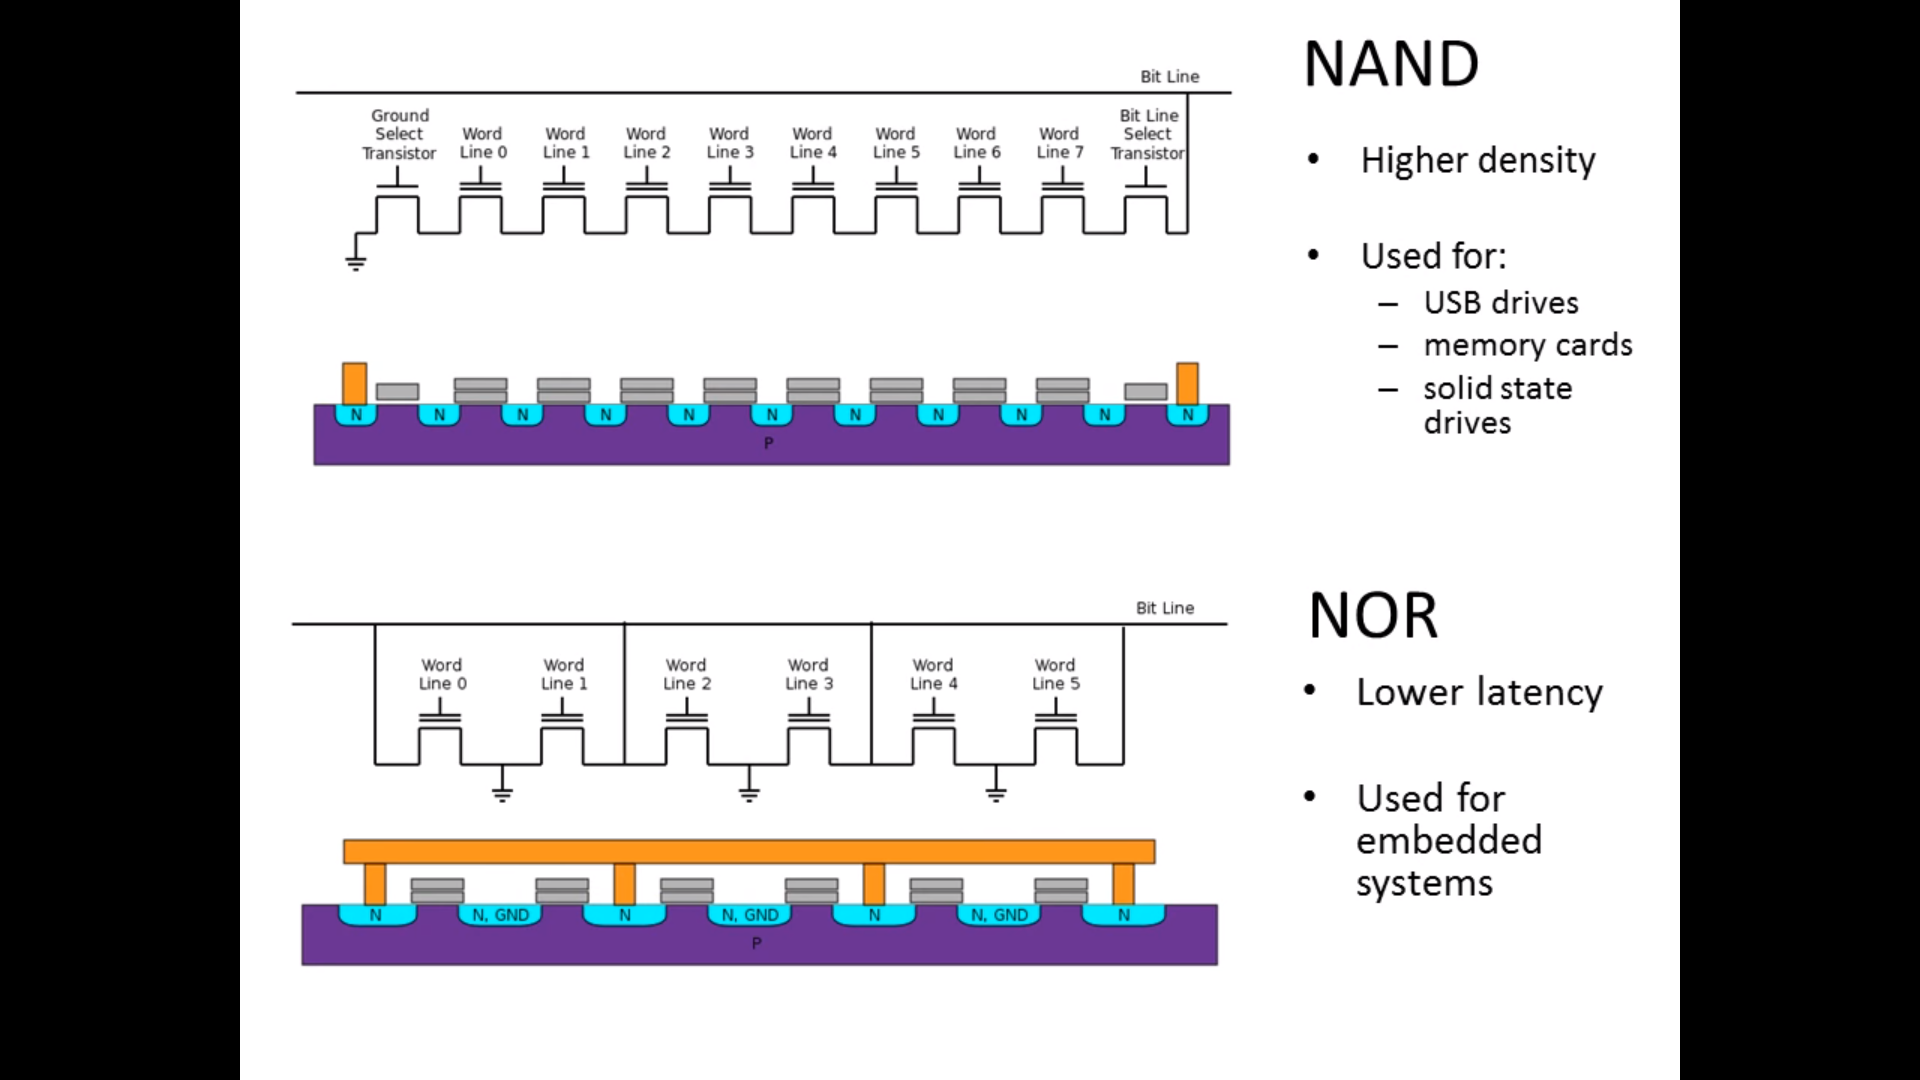 NAND
Bit Line
Ground
Select
Transistor
Word
Line 0
Word
Line 1
Word
Line 2
Word
Line 3
Word
Line 4
Word
Line 5
Word
Line 6
Word
Line 7
Bit Line
Select
Transistor
N N N N N N N N N N N
P
• Higher density
• Used for:
– USB drives
– memory cards
– solid state
drives
NOR
Bit Line
Word
Line 0
Word
Line 1
Word
Line 2
Word
Line 3
Word
Line 4
Word
Line 5
N N, GND N N, GND N N, GND N
P
• Lower latency
• Used for
embedded
systems